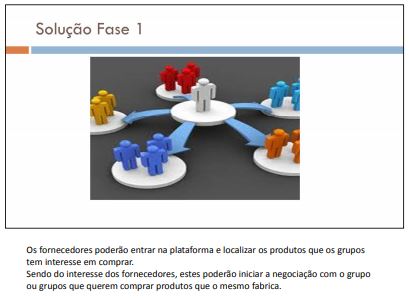 Solução Fase 1
Os fornecedores poderão entrar na plataforma e localizar os produtos que os grupos
tem interesse em comprar.
Sendo do interesse dos fornecedores, estes poderão iniciar a negociação com o grupo
ou grupos que querem comprar produtos que o mesmo fabrica.